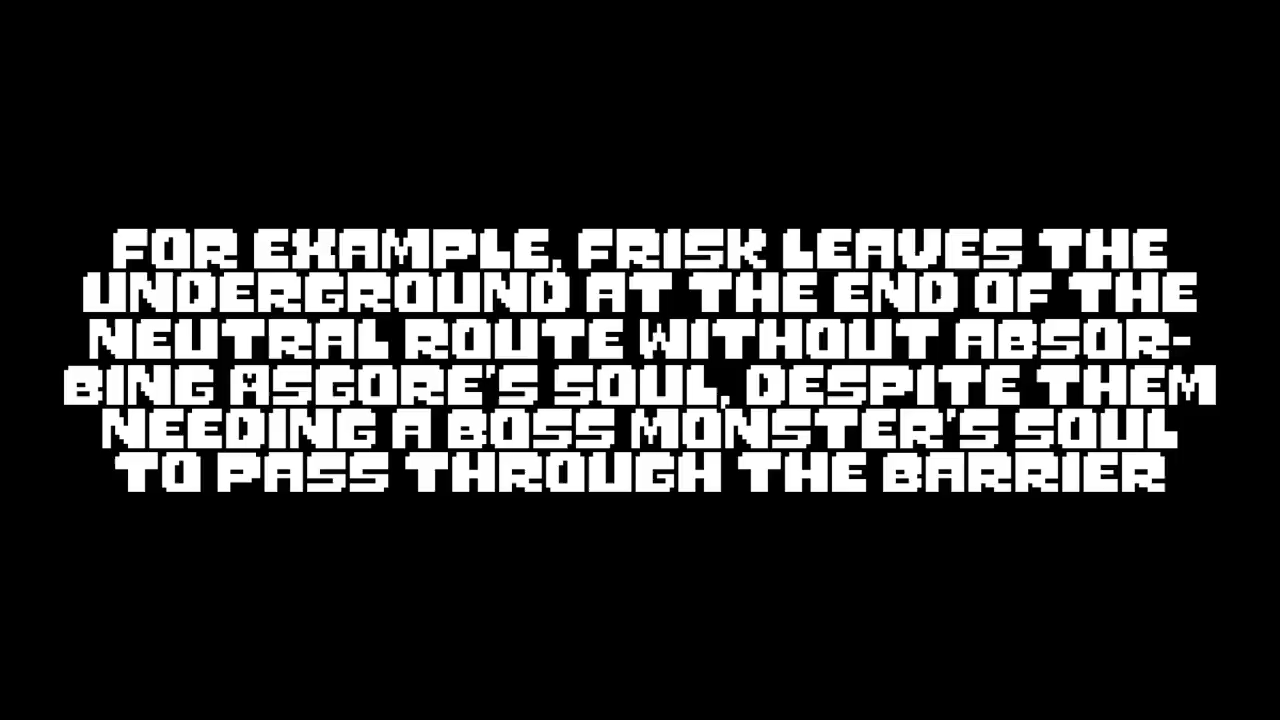 FOR EXAMPLE, FRISK LEAVES THE
UNDERGROUND AT THE END OF THE
NEUTRAL ROUTE WITHOUT ABSOR-
BING ASGORE'S SOUL, DESPITE THEM
NEEDING A BOSS MONSTER'S SOUL
TO PASS THROUGH THE BARRIER